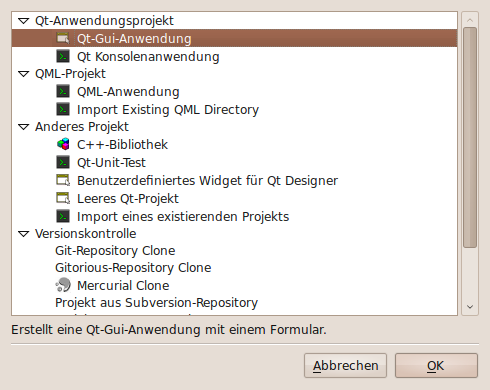 Qt-Anwendungsprojekt
Qt-Gui-Anwendung
Qt Konsolenanwendung
QML-Projekt
QML-Anwendung
Import Existing QML Directory
Anderes Projekt
C++-Bibliothek
Qt-Unit-Test
Benutzerdefiniertes Widget für Qt Designer
Leeres Qt-Projekt
Import eines existierenden Projekts
Versionskontrolle
Git-Repository Clone
Gitorious-Repository Clone
Mercurial Clone
Projekt aus Subversion-Repository
Erstellt eine Qt-Gui-Anwendung mit einem Formular.
Abbrechen
OK